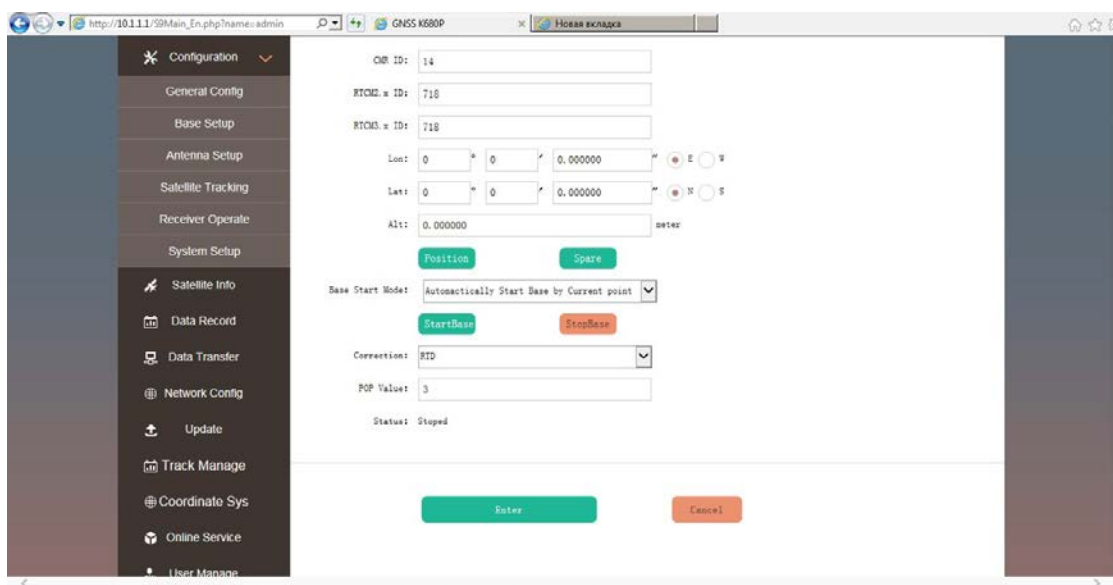 http://10.1.1.1/S9Main_En.php?name=admin
GNSS K680P
Новая вкладка
Configuration
General Config
Base Setup
Antenna Setup
Satellite Tracking
Receiver Operate
System Setup
Satellite Info
Data Record
Data Transfer
Network Config
Update
Track Manage
Coordinate Sys
Online Service
User Manage
CMR ID: 14
RTCM2.x ID: 718
RTCM3.x ID: 718
Lon: 0 ° 0 ′ 0.000000 ″ E W
Lat: 0 ° 0 ′ 0.000000 ″ N S
Alt: 0.000000 meter
Position Spare
Base Start Mode: Automactically Start Base by Current point
StartBase StopBase
Correction: RTD
POP Value: 3
Status: Stoped
Enter Cancel